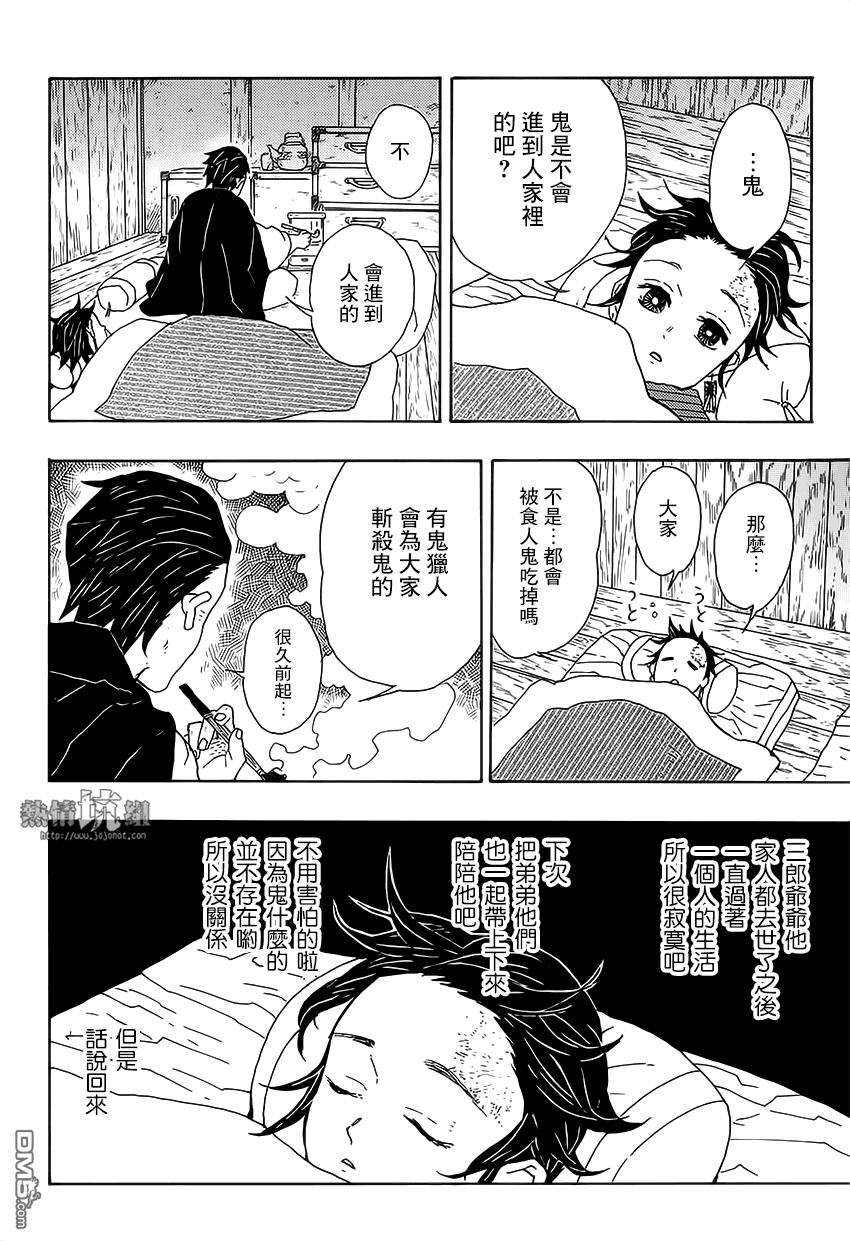 …鬼
鬼是不會
進到人家裡
的吧？
不
會進到
人家的
那麼…
大家
不是…都會
被食人鬼吃掉嗎
うと…。
うと
有鬼獵人
會為大家
斬殺鬼的
很久前起…
三郎爺爺他
家人都去世了之後
一直過著
一個人的生活
所以很寂寞吧
下次
把弟弟他們
也一起帶上下來
陪陪他吧
不用害怕的啦
因為鬼什麼的
並不存在喲
所以沒關係
但是
話說回來
熱情坑組
http://www.jojonot.com/
DM5.com